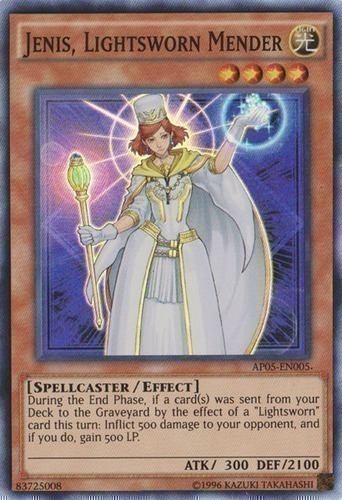 JENIS, LIGHTSWORN MENDER
LIGHT
光
AP05-EN005
[SPELLCASTER / EFFECT]
During the End Phase, if a card(s) was sent from
your Deck to the Graveyard by the effect of a "Lightsworn"
card this turn: Inflict 500 damage to your opponent, and
if you do, gain 500 LP.
ATK/ 300 DEF/2100
83725008
©1996 KAZUKI TAKAHASHI